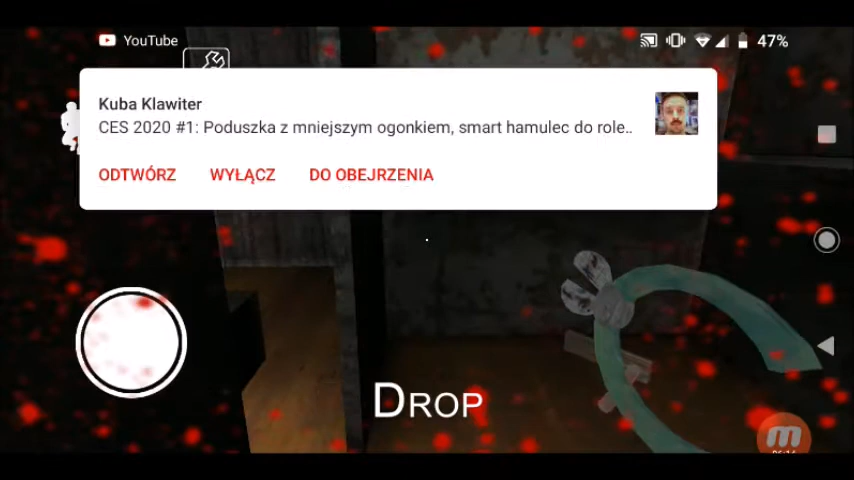 YouTube
47%
Kuba Klawiter
CES 2020 #1: Poduszka z mniejszym ogonkiem, smart hamulec do role..
ODTWÓRZ WYŁĄCZ DO OBEJRZENIA
DROP